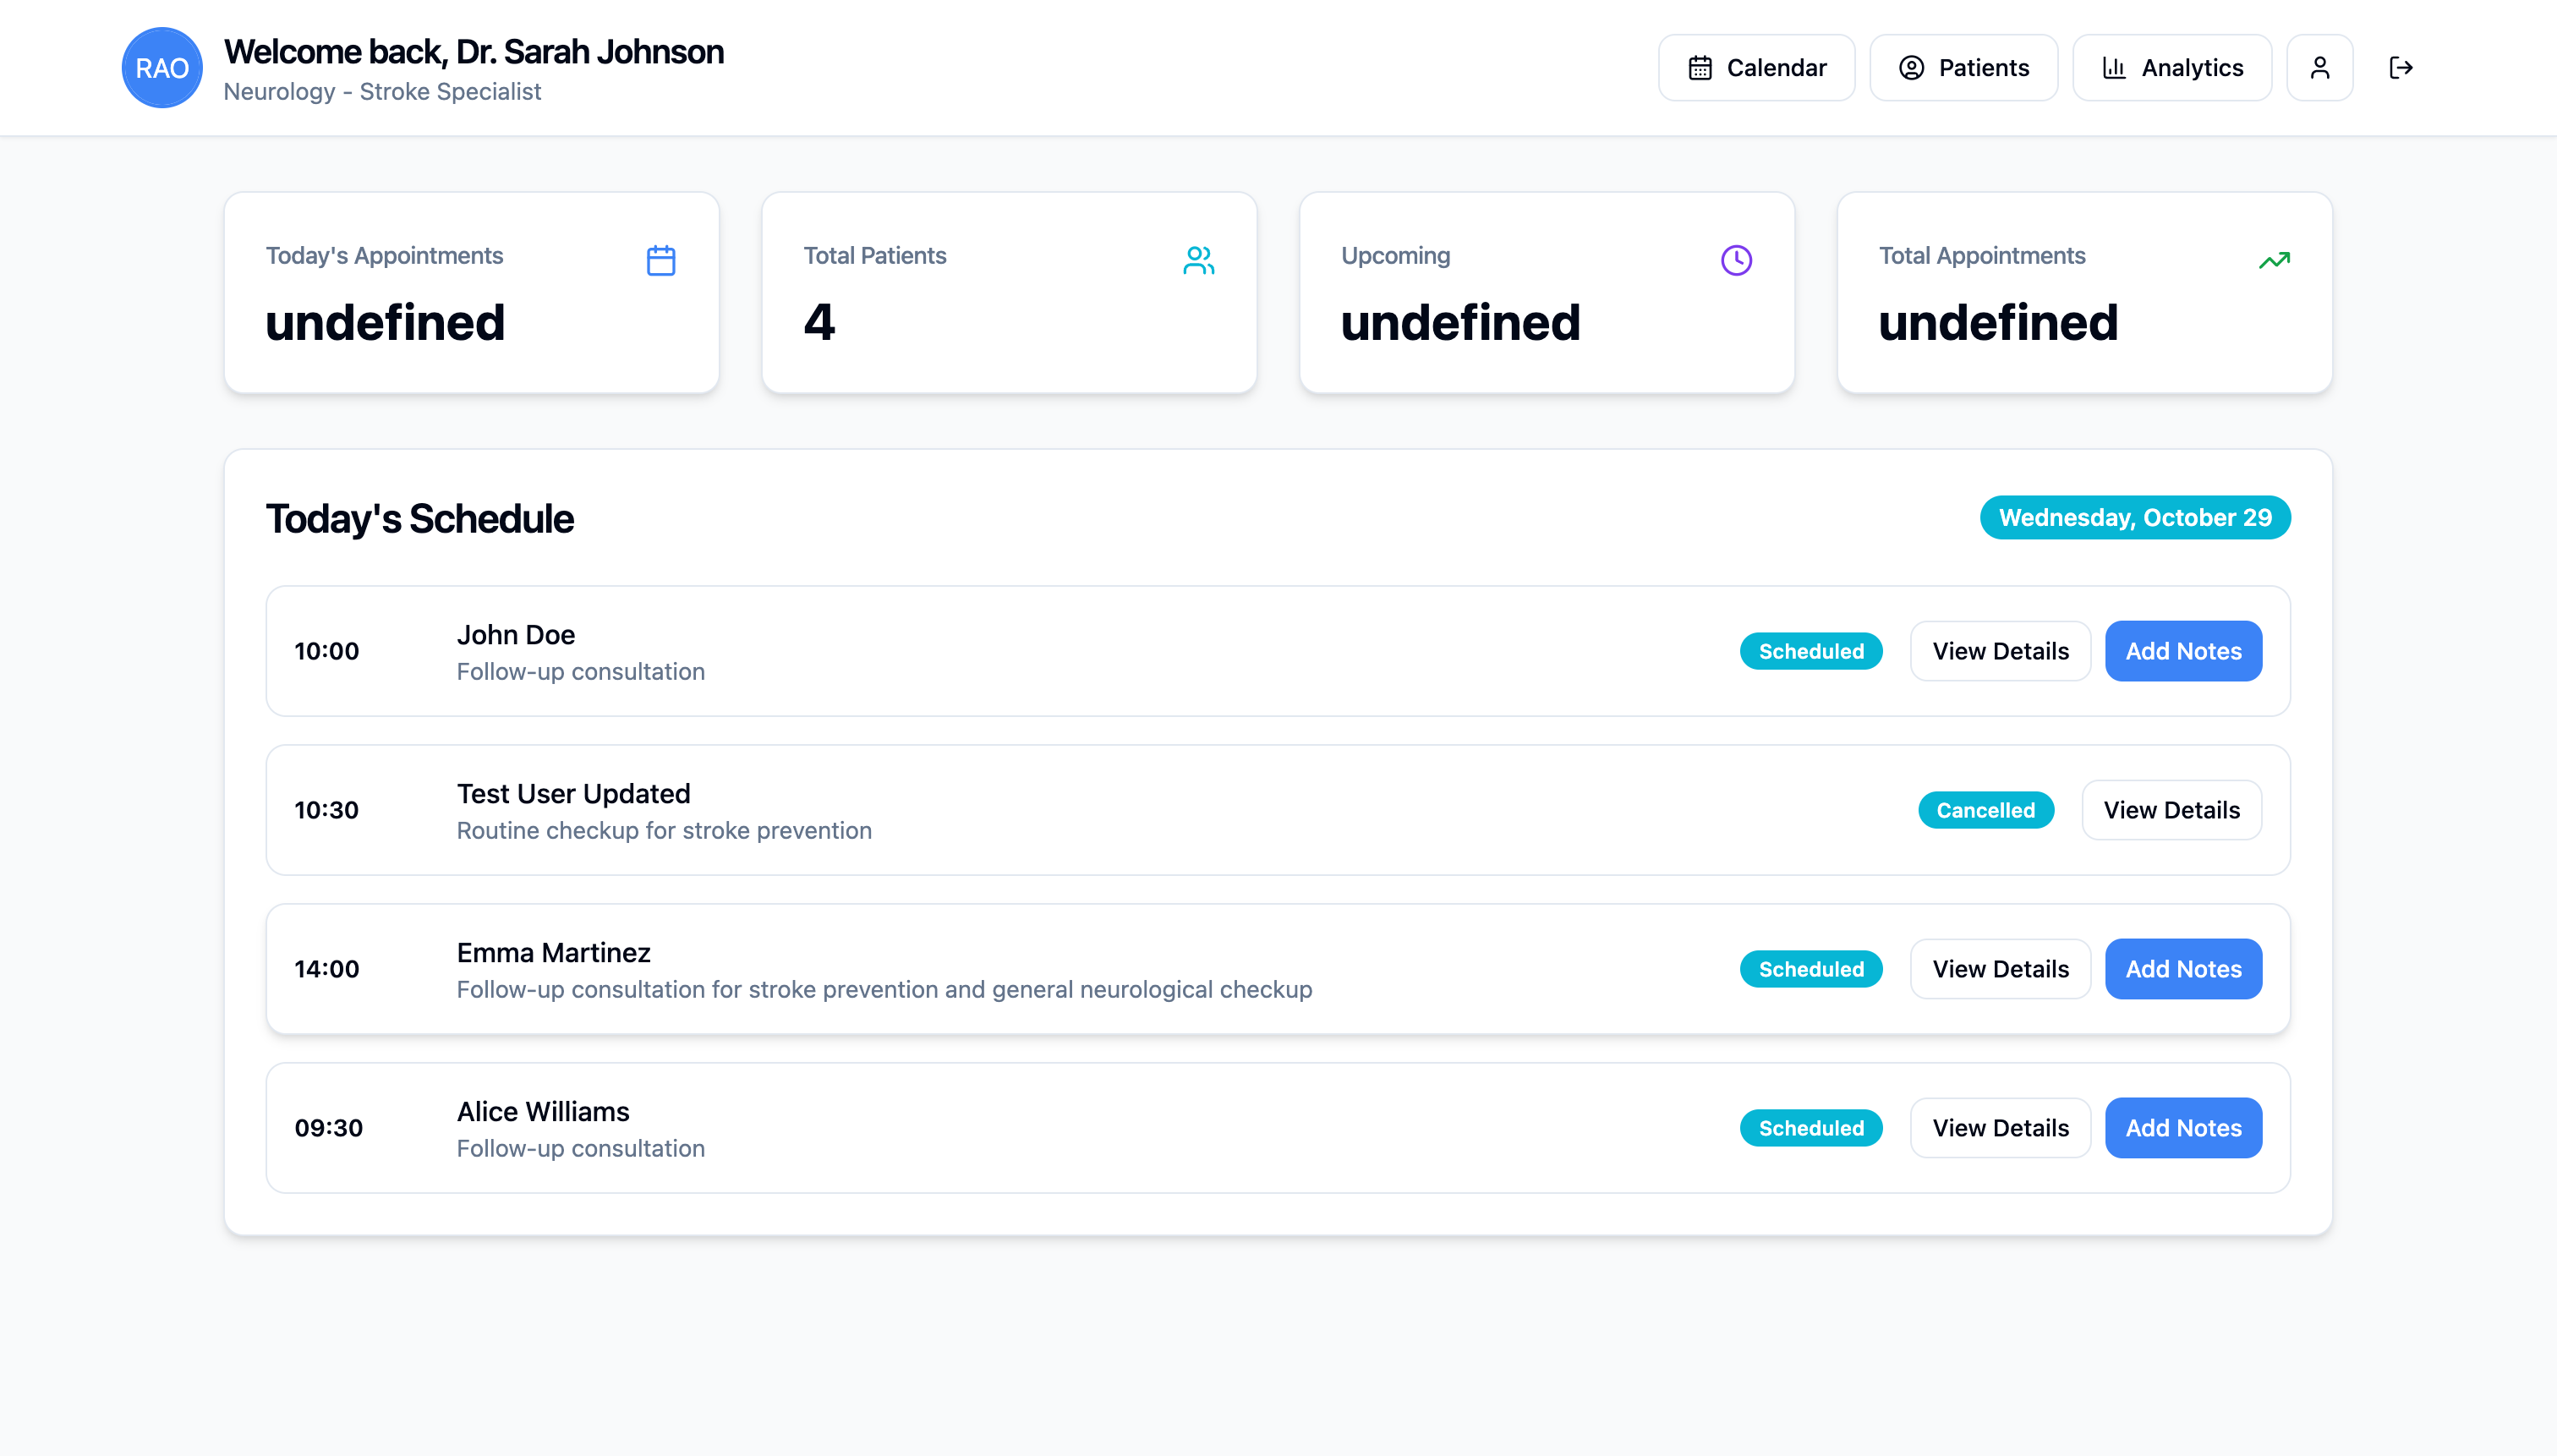 RAO
Welcome back, Dr. Sarah Johnson
Neurology - Stroke Specialist
Calendar
Patients
Analytics
Today's Appointments
undefined
Total Patients
4
Upcoming
undefined
Total Appointments
undefined
Today's Schedule
Wednesday, October 29
10:00
John Doe
Follow-up consultation
Scheduled
View Details
Add Notes
10:30
Test User Updated
Routine checkup for stroke prevention
Cancelled
View Details
14:00
Emma Martinez
Follow-up consultation for stroke prevention and general neurological checkup
Scheduled
View Details
Add Notes
09:30
Alice Williams
Follow-up consultation
Scheduled
View Details
Add Notes